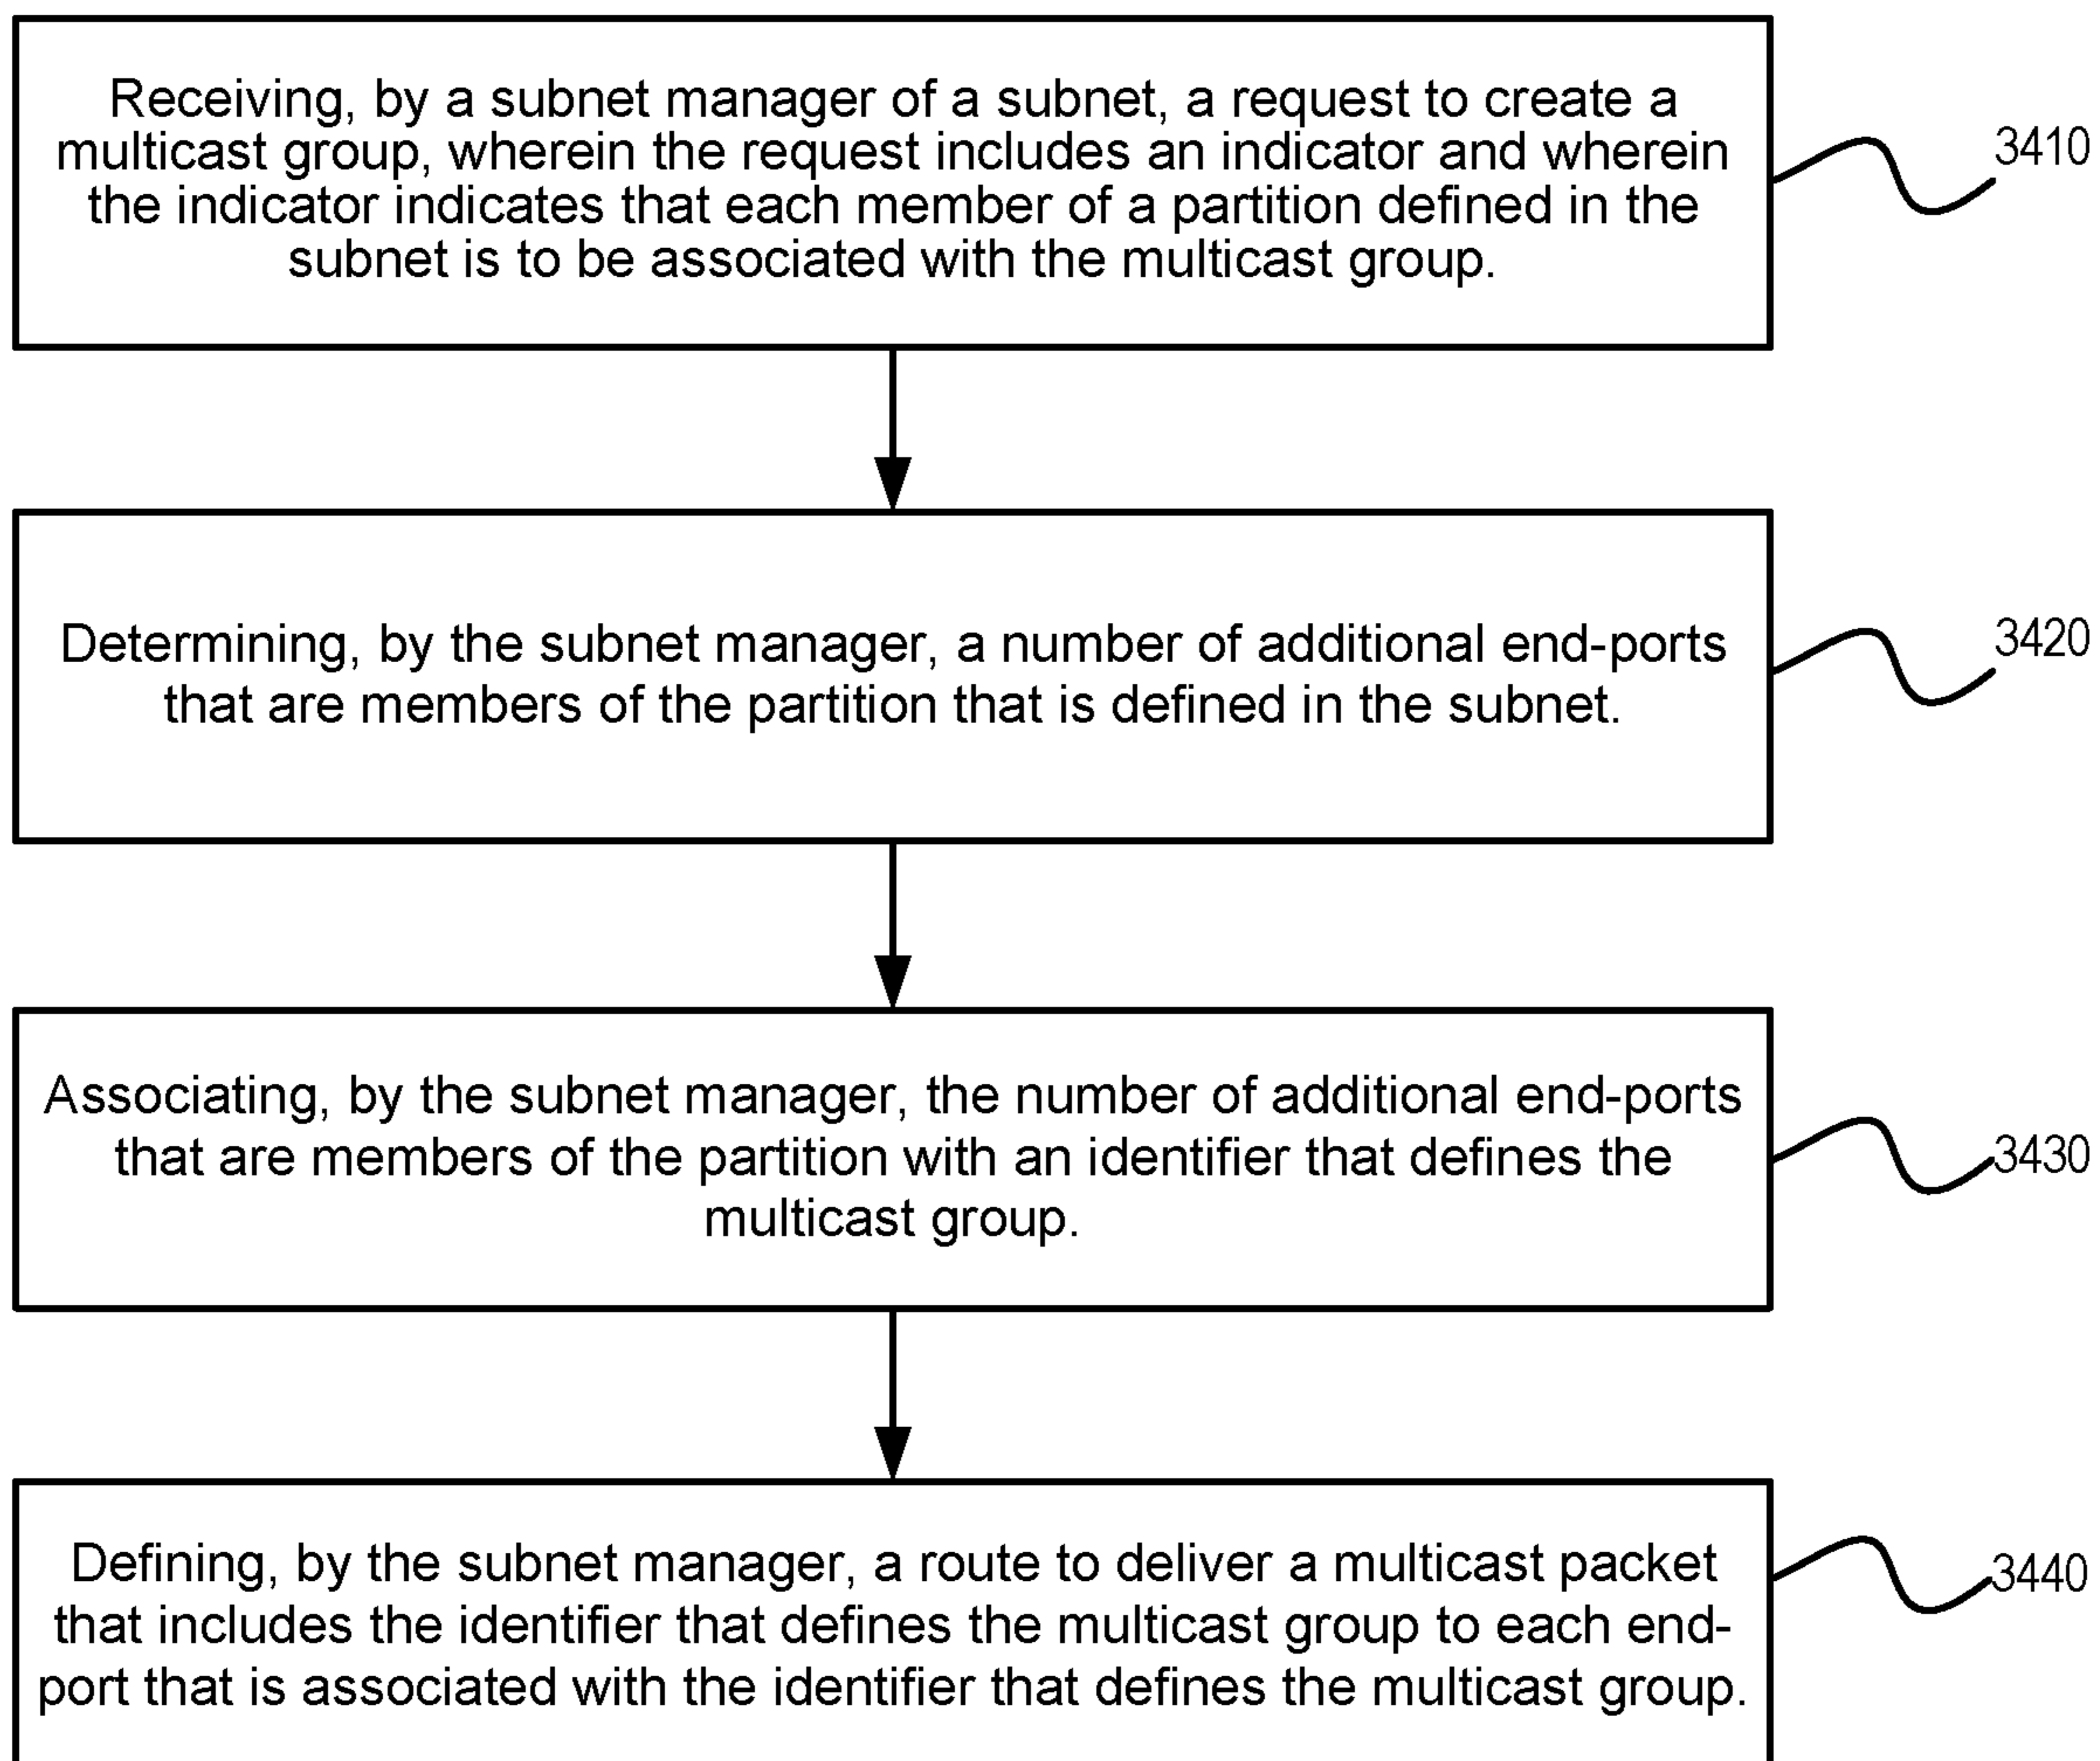 Receiving, by a subnet manager of a subnet, a request to create a
multicast group, wherein the request includes an indicator and wherein
the indicator indicates that each member of a partition defined in the
subnet is to be associated with the multicast group.
3410
Determining, by the subnet manager, a number of additional end-ports
that are members of the partition that is defined in the subnet.
3420
Associating, by the subnet manager, the number of additional end-ports
that are members of the partition with an identifier that defines the
multicast group.
3430
Defining, by the subnet manager, a route to deliver a multicast packet
that includes the identifier that defines the multicast group to each end-
port that is associated with the identifier that defines the multicast group.
3440